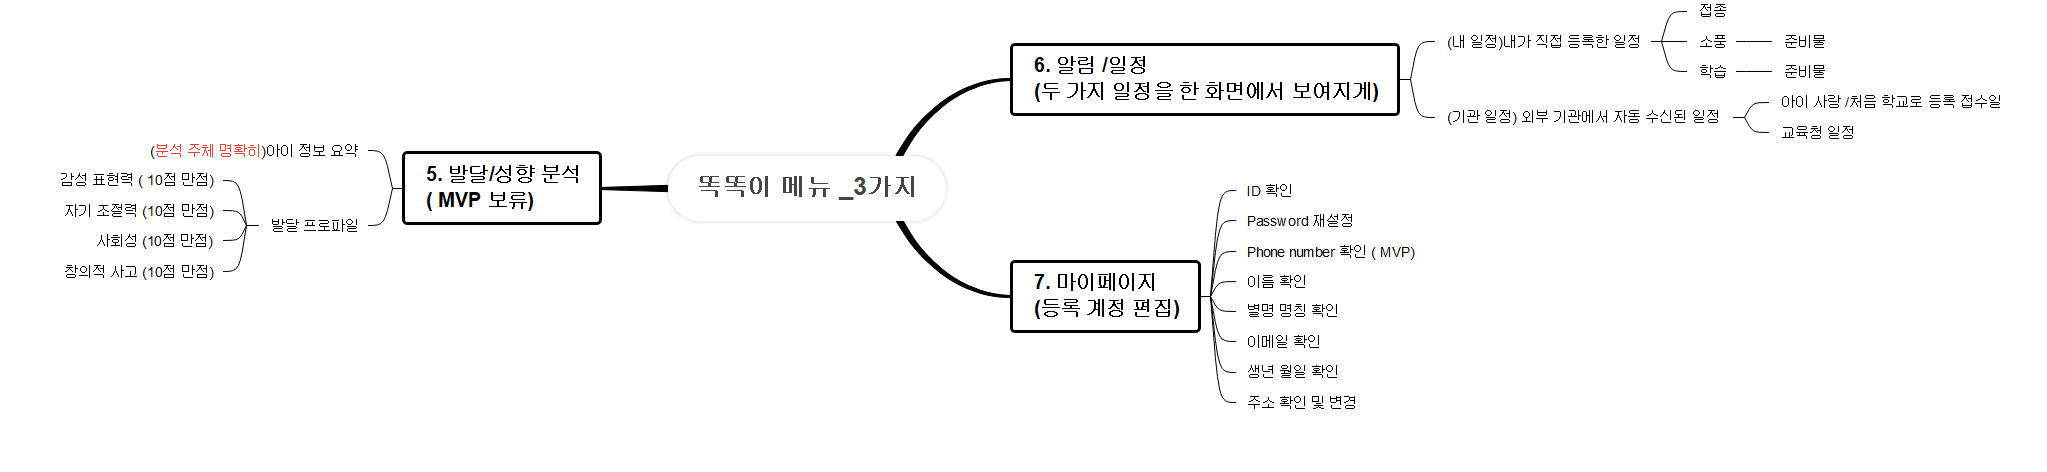 똑똑이 메뉴 _3가지
5. 발달/성향 분석
( MVP 보류)
(분석 주체 명확히)아이 정보 요약
발달 프로파일
감성 표현력 ( 10점 만점)
자기 조절력 (10점 만점)
사회성 (10점 만점)
창의적 사고 (10점 만점)
6. 알림 /일정
(두 가지 일정을 한 화면에서 보여지게)
(내 일정)내가 직접 등록한 일정
접종
소풍
준비물
학습
준비물
(기관 일정) 외부 기관에서 자동 수신된 일정
아이 사랑 /처음 학교로 등록 접수일
교육청 일정
7. 마이페이지
(등록 계정 편집)
ID 확인
Password 재설정
Phone number 확인 ( MVP)
이름 확인
별명 명칭 확인
이메일 확인
생년 월일 확인
주소 확인 및 변경